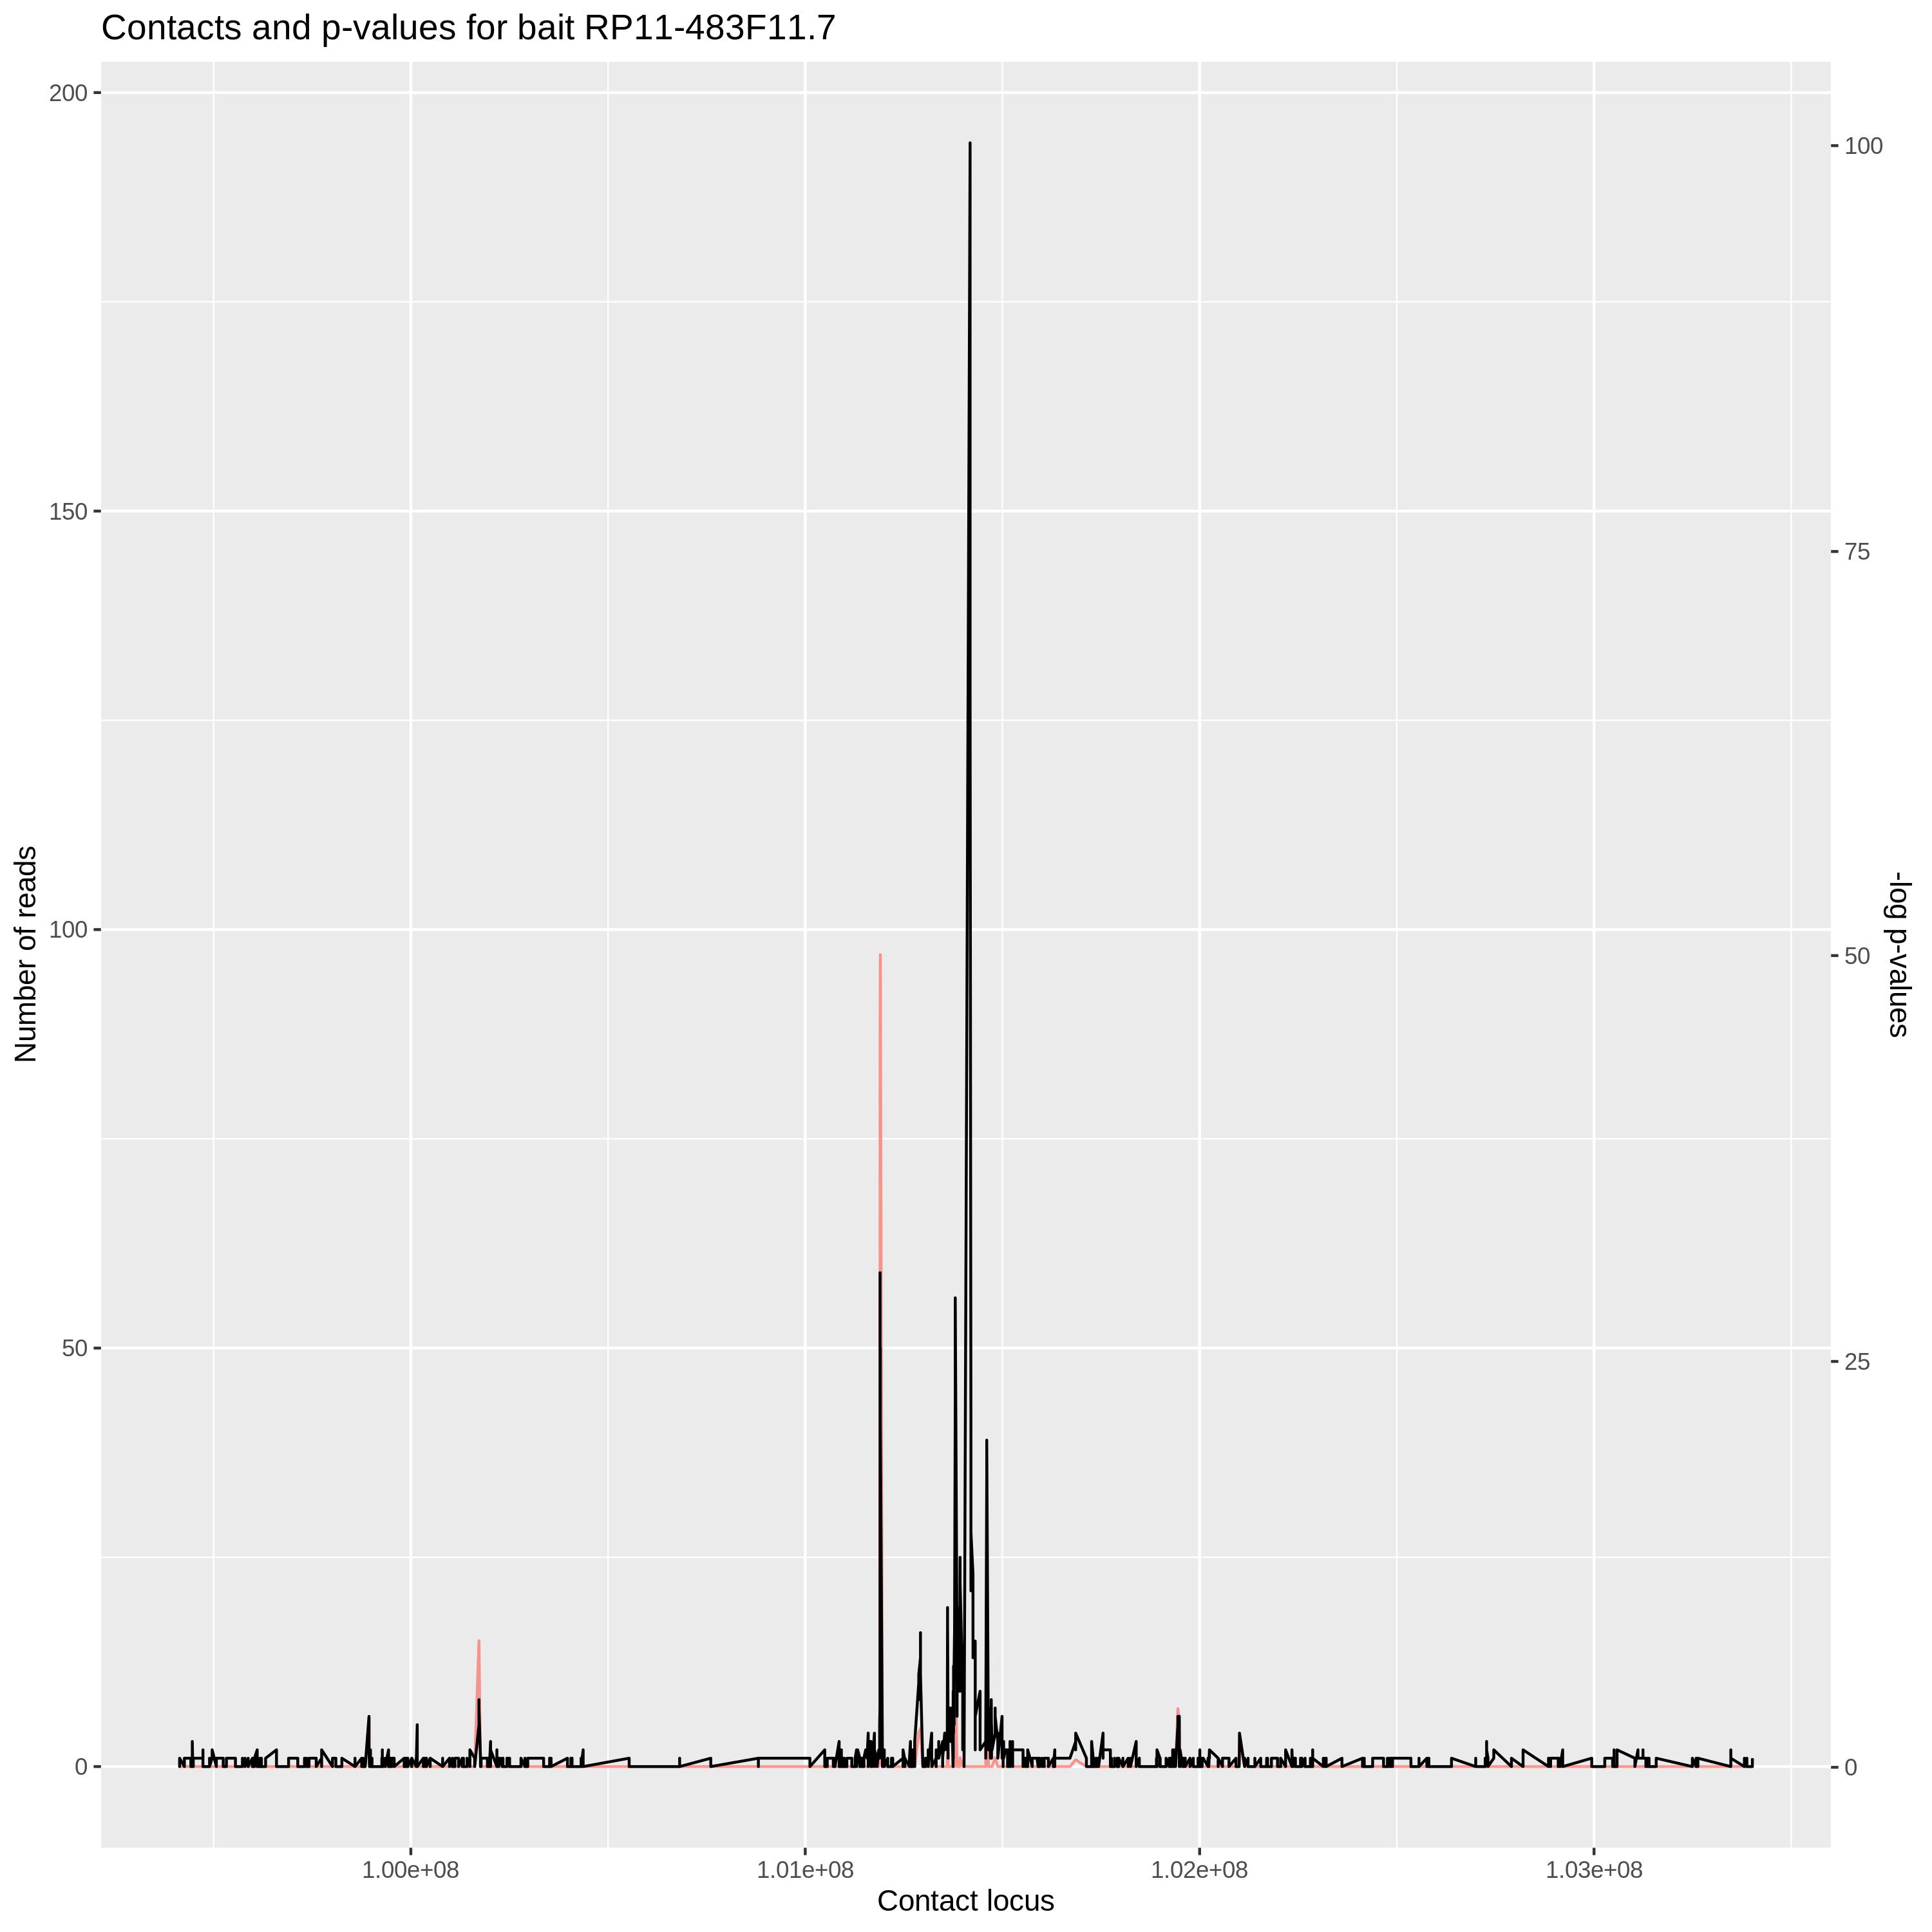 Contacts and p-values for bait RP11-483F11.7
200
150
100
50
0
Number of reads
100
75
50
25
0
-log p-values
1.00e+08
1.01e+08
1.02e+08
1.03e+08
Contact locus